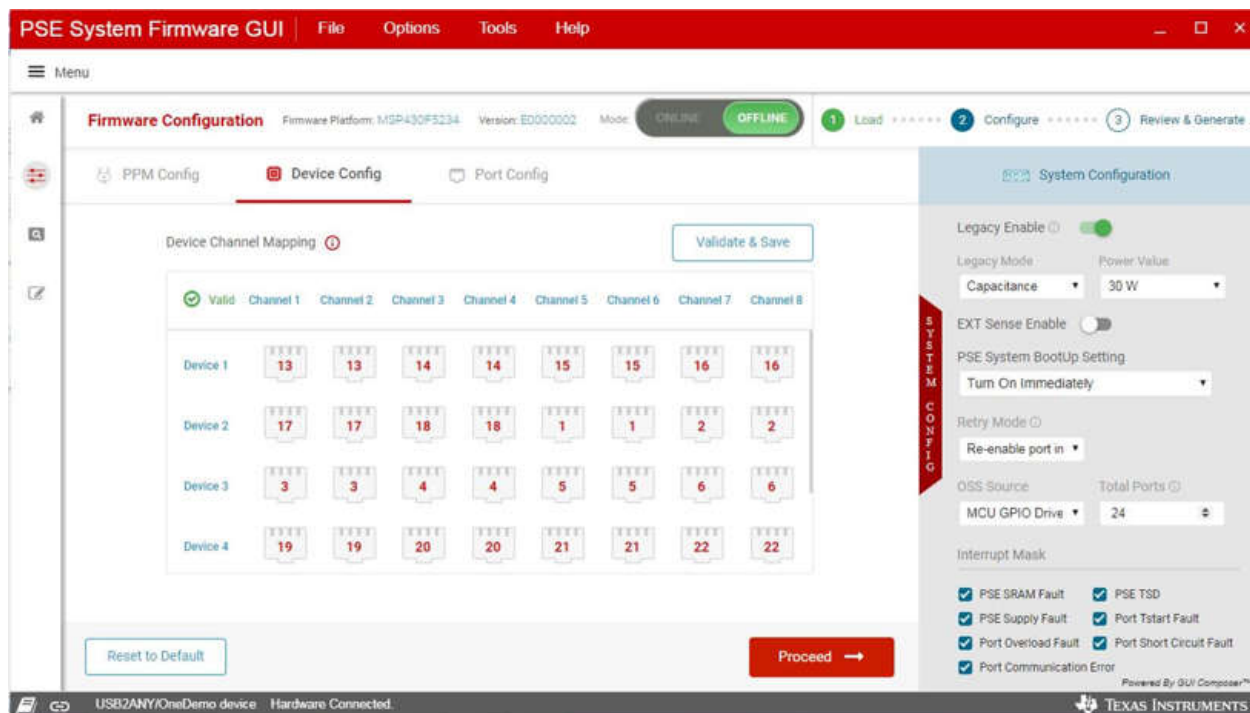 PSE System Firmware GUI File Options Tools Help
Menu
Firmware Configuration Firmware Platform: MSP430F5234 Version: E0000002 Mode: ONLINE OFFLINE 1 Load 2 Configure 3 Review & Generate
PPM Config Device Config Port Config
System Configuration
Device Channel Mapping
Validate & Save
Valid Channel 1 Channel 2 Channel 3 Channel 4 Channel 5 Channel 6 Channel 7 Channel 8
Device 1 13 13 14 14 15 15 16 16
Device 2 17 17 18 18 1 1 2 2
Device 3 3 3 4 4 5 5 6 6
Device 4 19 19 20 20 21 21 22 22
Reset to Default
Proceed
SYSTEM CONFIG
Legacy Enable
Legacy Mode Power Value
Capacitance 30 W
EXT Sense Enable
PSE System BootUp Setting
Turn On Immediately
Retry Mode
Re-enable port in
OSS Source Total Ports
MCU GPIO Drive 24
Interrupt Mask
PSE SRAM Fault PSE TSD
PSE Supply Fault Port Tstart Fault
Port Overload Fault Port Short Circuit Fault
Port Communication Error
Powered By GUI Composer™
USB2ANY/OneDemo device Hardware Connected.
TEXAS INSTRUMENTS